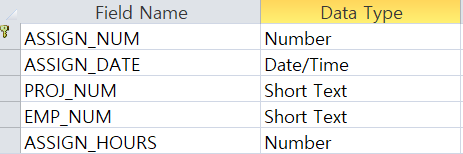 Field Name Data Type
ASSIGN_NUM Number
ASSIGN_DATE Date/Time
PROJ_NUM Short Text
EMP_NUM Short Text
ASSIGN_HOURS Number